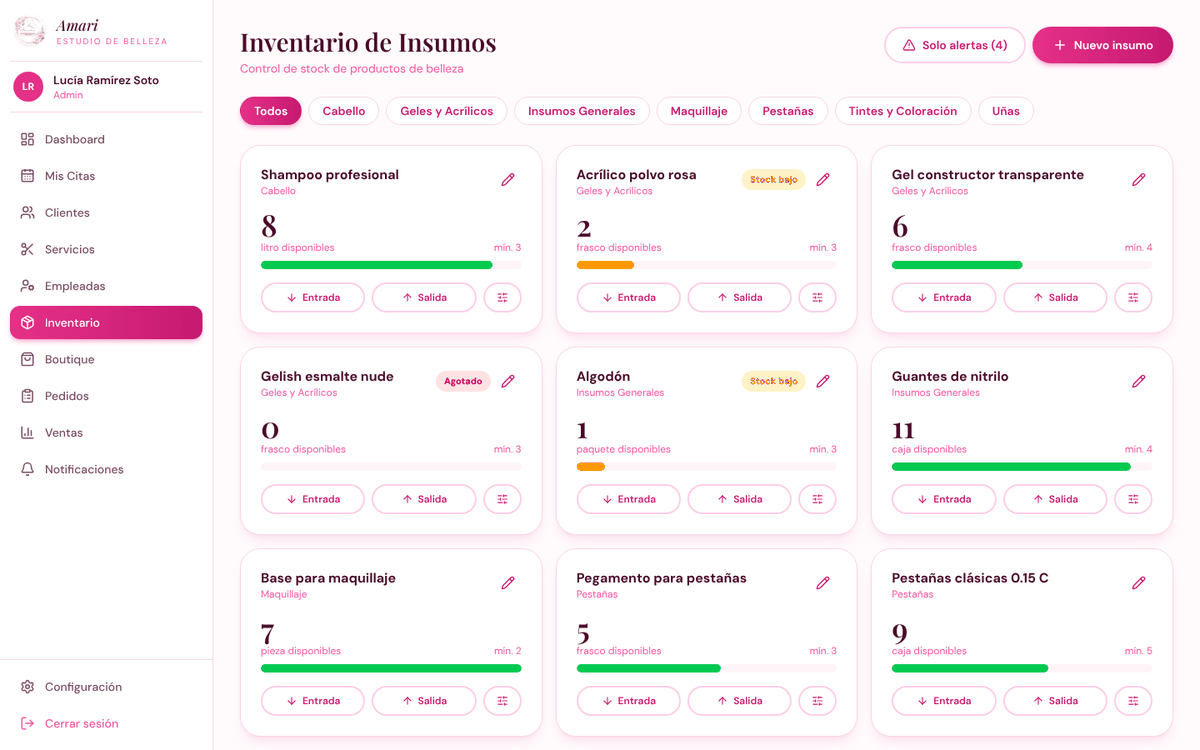 Amari
ESTUDIO DE BELLEZA
LR
Lucía Ramírez Soto
Admin
Dashboard
Mis Citas
Clientes
Servicios
Empleadas
Inventario
Boutique
Pedidos
Ventas
Notificaciones
Configuración
Cerrar sesión
Inventario de Insumos
Control de stock de productos de belleza
Solo alertas (4)
Nuevo insumo
Todos
Cabello
Geles y Acrílicos
Insumos Generales
Maquillaje
Pestañas
Tintes y Coloración
Uñas
Shampoo profesional
Cabello
8
litro disponibles
mín. 3
Entrada
Salida
Acrílico polvo rosa
Stock bajo
Geles y Acrílicos
2
frasco disponibles
mín. 3
Entrada
Salida
Gel constructor transparente
Geles y Acrílicos
6
frasco disponibles
mín. 4
Entrada
Salida
Gelish esmalte nude
Agotado
Geles y Acrílicos
0
frasco disponibles
mín. 3
Entrada
Salida
Algodón
Stock bajo
Insumos Generales
1
paquete disponibles
mín. 3
Entrada
Salida
Guantes de nitrilo
Insumos Generales
11
caja disponibles
mín. 4
Entrada
Salida
Base para maquillaje
Maquillaje
7
pieza disponibles
mín. 2
Entrada
Salida
Pegamento para pestañas
Pestañas
5
frasco disponibles
mín. 3
Entrada
Salida
Pestañas clásicas 0.15 C
Pestañas
9
caja disponibles
mín. 5
Entrada
Salida